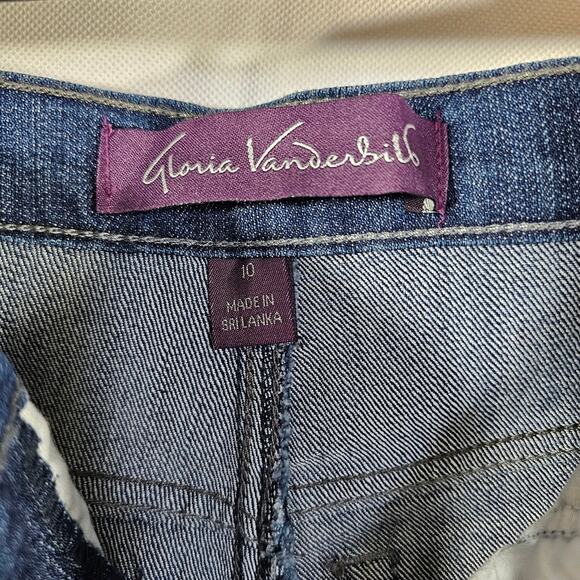 Gloria Vanderbilt
10
MADE IN
SRI LANKA